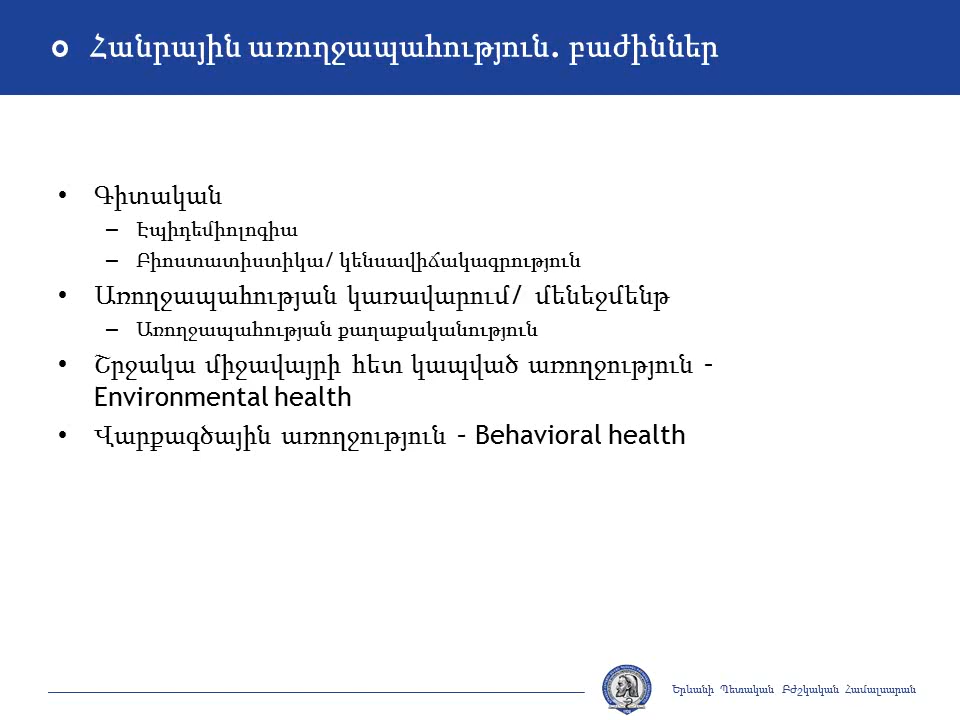 Հանրային առողջապահություն. բաժիններ
• Գիտական
– Էպիդեմիոլոգիա
– Բիոստատիստիկա/ կենսավիճակագրություն
• Առողջապահության կառավարում/ մենեջմենթ
– Առողջապահության քաղաքականություն
• Շրջակա միջավայրի հետ կապված առողջություն -
Environmental health
• Վարքագծային առողջություն – Behavioral health
Երևանի Պետական Բժշկական Համալսարան